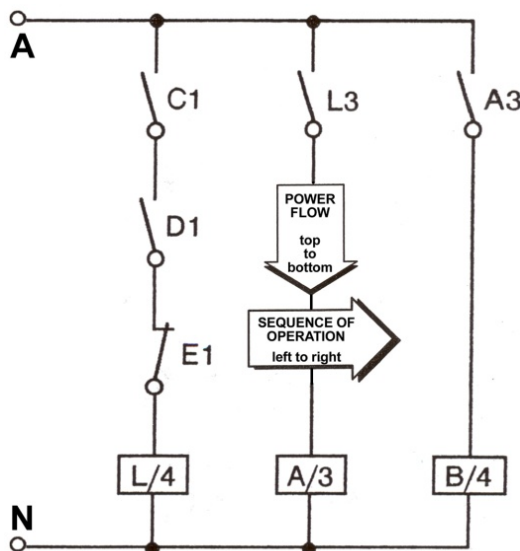 A
C1
L3
A3
POWER
FLOW
top
to
bottom
D1
SEQUENCE OF
OPERATION
left to right
E1
L/4
A/3
B/4
N